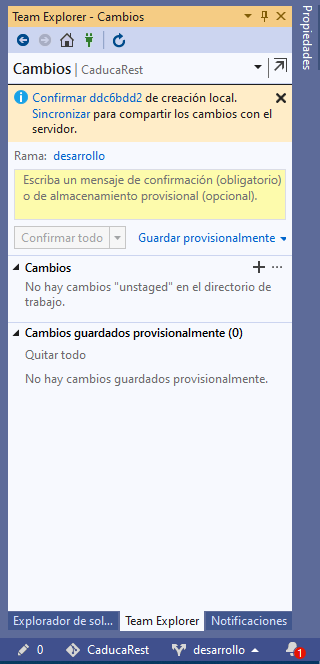 Team Explorer - Cambios
Propiedades
Cambios | CaducaRest
Confirmar ddc6bdd2 de creación local.
Sincronizar para compartir los cambios con el
servidor.
Rama: desarrollo
Escriba un mensaje de confirmación (obligatorio)
o de almacenamiento provisional (opcional).
Confirmar todo
Guardar provisionalmente
Cambios
No hay cambios "unstaged" en el directorio de
trabajo.
Cambios guardados provisionalmente (0)
Quitar todo
No hay cambios guardados provisionalmente.
Explorador de sol...
Team Explorer
Notificaciones
0
CaducaRest
desarrollo
1